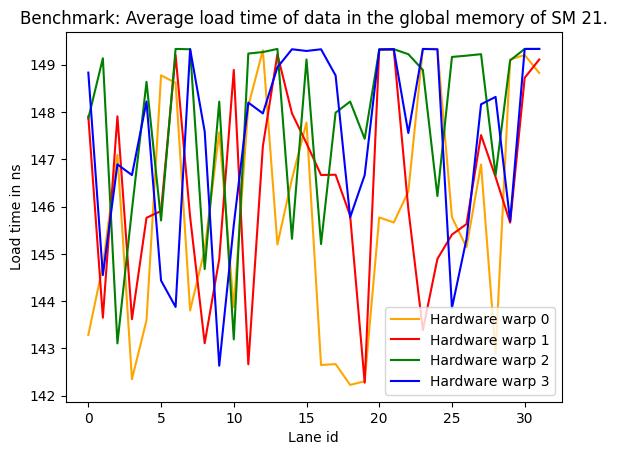 Benchmark: Average load time of data in the global memory of SM 21.
Load time in ns
149
148
147
146
145
144
143
142
0 5 10 15 20 25 30
Lane id
Hardware warp 0
Hardware warp 1
Hardware warp 2
Hardware warp 3